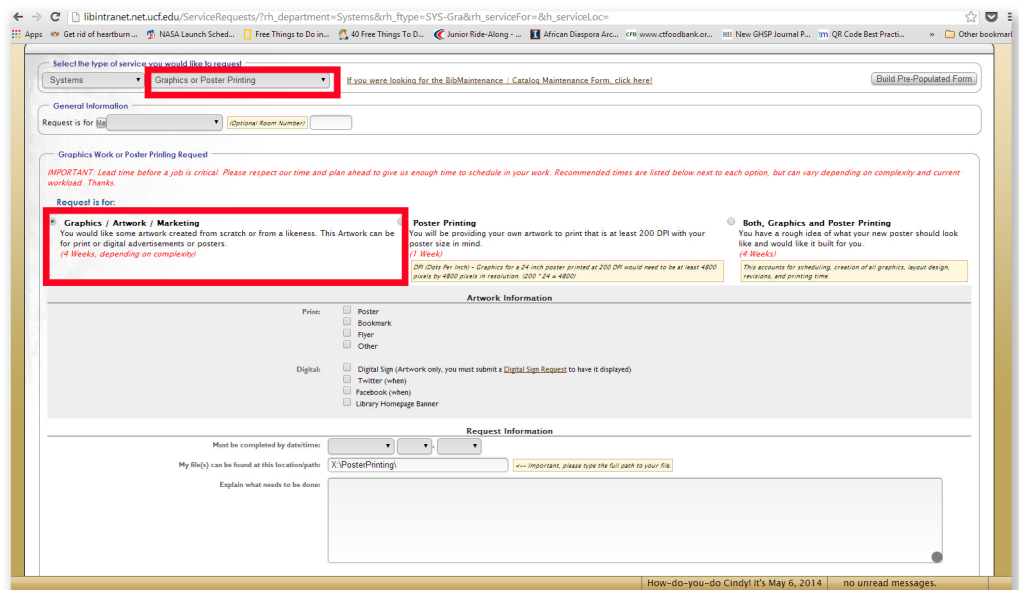 libintranet.net.ucf.edu/ServiceRequests/?rh_department=Systems&rh_ftype=SYS-Gra&rh_serviceFor=&h_serviceLoc=
Apps Get rid of heartburn ... NASA Launch Sched... Free Things to Do in... 40 Free Things To D... Junior Ride-Along - ... African Diaspora Arc... CFB www.ctfoodbank.or... New GHSP Journal P... QR Code Best Practi... » Other bookmar
Select the type of service you would like to request
Systems Graphics or Poster Printing If you were looking for the BibMaintenance / Catalog Maintenance Form, click here! Build Pre-Populated Form
General Information
Request is for Me (Optional Room Number)
Graphics Work or Poster Printing Request
IMPORTANT: Lead time before a job is critical. Please respect our time and plan ahead to give us enough time to schedule in your work. Recommended times are listed below next to each option, but can vary depending on complexity and current
workload. Thanks.
Request is for:
Graphics / Artwork / Marketing
You would like some artwork created from scratch or from a likeness. This Artwork can be
for print or digital advertisements or posters.
(4 Weeks, depending on complexity)
Poster Printing
You will be providing your own artwork to print that is at least 200 DPI with your
poster size in mind.
(1 Week)
DPI (Dots Per Inch) - Graphics for a 24 inch poster printed at 200 DPI would need to be at least 4800
pixels by 4800 pixels in resolution. (200 * 24 = 4800)
Both, Graphics and Poster Printing
You have a rough idea of what your new poster should look
like and would like it built for you.
(4 Weeks)
This accounts for scheduling, creation of all graphics, layout design,
revisions, and printing time.
Artwork Information
Print: Poster
Bookmark
Flyer
Other
Digital: Digital Sign (Artwork only, you must submit a Digital Sign Request to have it displayed)
Twitter (when)
Facebook (when)
Library Homepage Banner
Request Information
Must be completed by date/time: ,
My file(s) can be found at this location/path: X:\PosterPrinting\ <-- Important, please type the full path to your file.
Explain what needs to be done:
How-do-you-do Cindy! It's May 6, 2014 no unread messages.